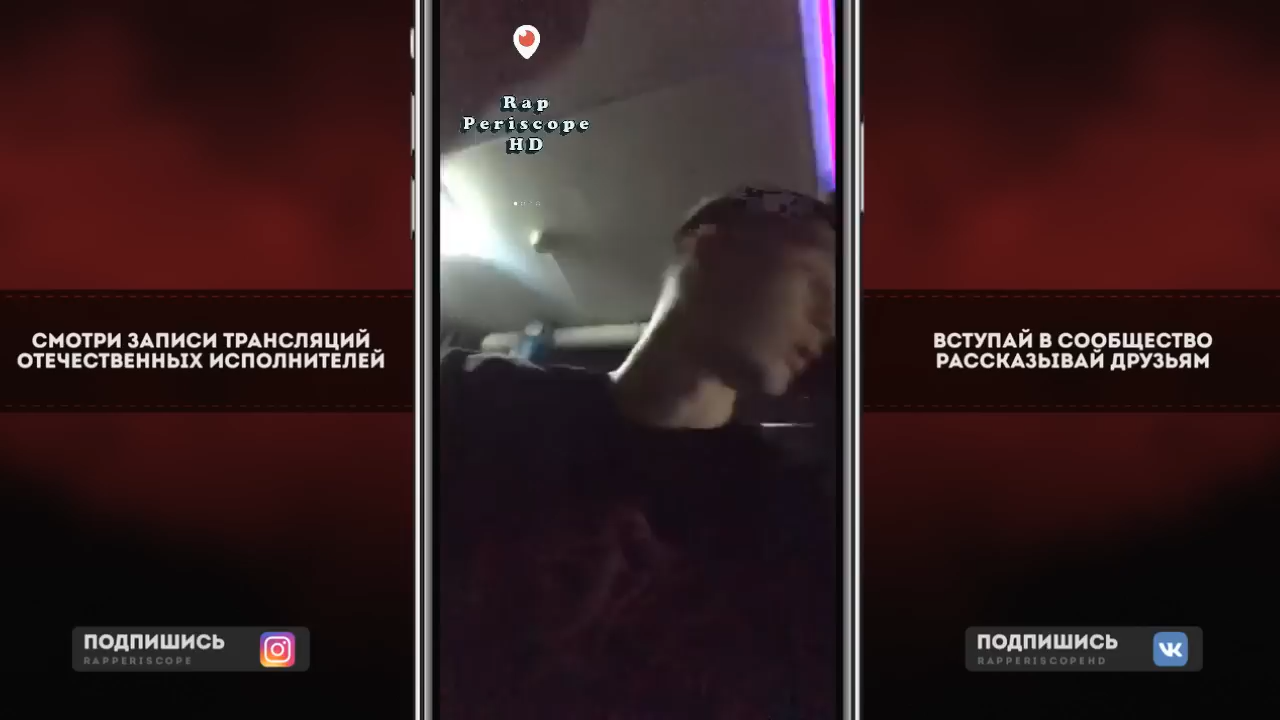 Rap
Periscope
HD
СМОТРИ ЗАПИСИ ТРАНСЛЯЦИЙ
ОТЕЧЕСТВЕННЫХ ИСПОЛНИТЕЛЕЙ
ВСТУПАЙ В СООБЩЕСТВО
РАССКАЗЫВАЙ ДРУЗЬЯМ
ПОДПИШИСЬ
RAPPERISCOPE
ПОДПИШИСЬ
RAPPERISCOPEHD